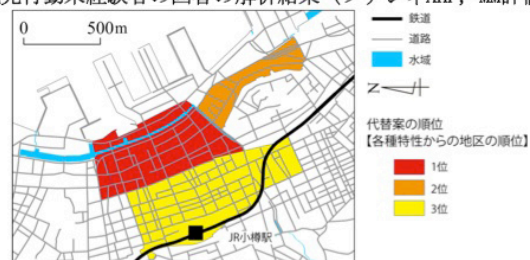 0 500m
鉄道
道路
水域
N
代替案の順位
【各種特性からの地区の順位】
1位
2位
3位
JR小樽駅